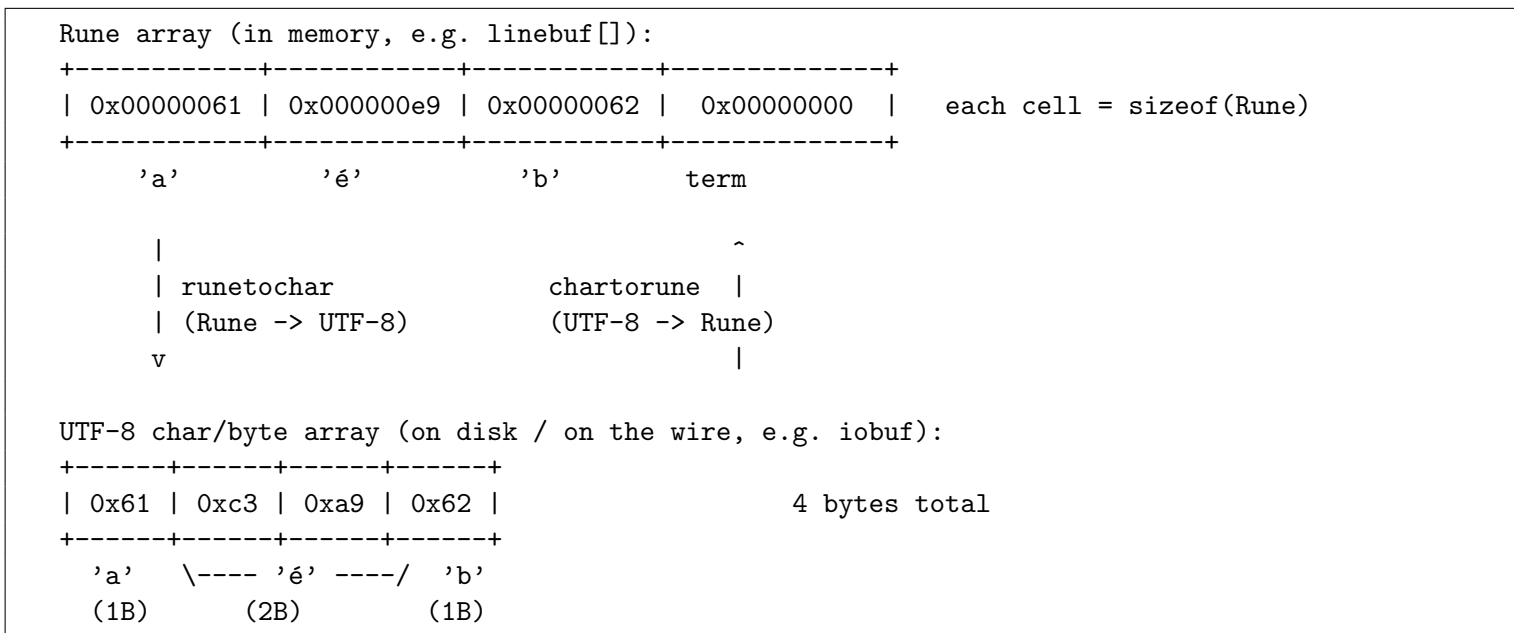 Rune array (in memory, e.g. linebuf[]):
+------------+------------+------------+--------------+
| 0x00000061 | 0x000000e9 | 0x00000062 |  0x00000000  |   each cell = sizeof(Rune)
+------------+------------+------------+--------------+
     ’a’          ’é’          ’b’        term

      |                                     ^
      | runetochar              chartorune  |
      | (Rune -> UTF-8)         (UTF-8 -> Rune)
      v                                     |

UTF-8 char/byte array (on disk / on the wire, e.g. iobuf):
+------+------+------+------+
| 0x61 | 0xc3 | 0xa9 | 0x62 |                   4 bytes total
+------+------+------+------+
  ’a’   \---- ’é’ ----/  ’b’
  (1B)      (2B)        (1B)